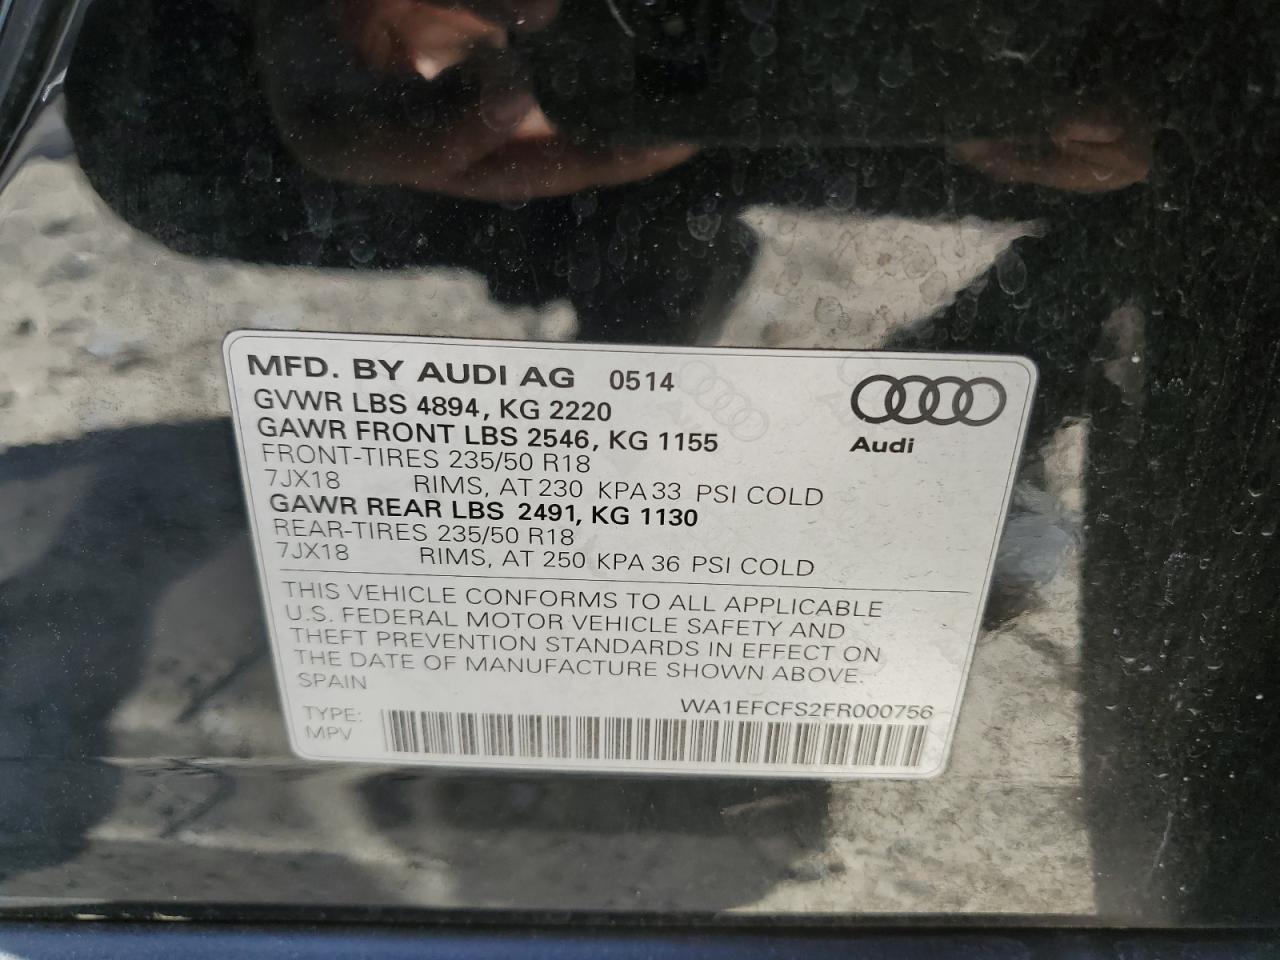 MFD. BY AUDI AG 0514
GVWR LBS 4894, KG 2220
GAWR FRONT LBS 2546, KG 1155
FRONT-TIRES 235/50 R18
7JX18 RIMS, AT 230 KPA 33 PSI COLD
GAWR REAR LBS 2491, KG 1130
REAR-TIRES 235/50 R18
7JX18 RIMS, AT 250 KPA 36 PSI COLD
Audi
THIS VEHICLE CONFORMS TO ALL APPLICABLE
U.S. FEDERAL MOTOR VEHICLE SAFETY AND
THEFT PREVENTION STANDARDS IN EFFECT ON
THE DATE OF MANUFACTURE SHOWN ABOVE.
SPAIN
WA1EFCFS2FR000756
TYPE:
MPV